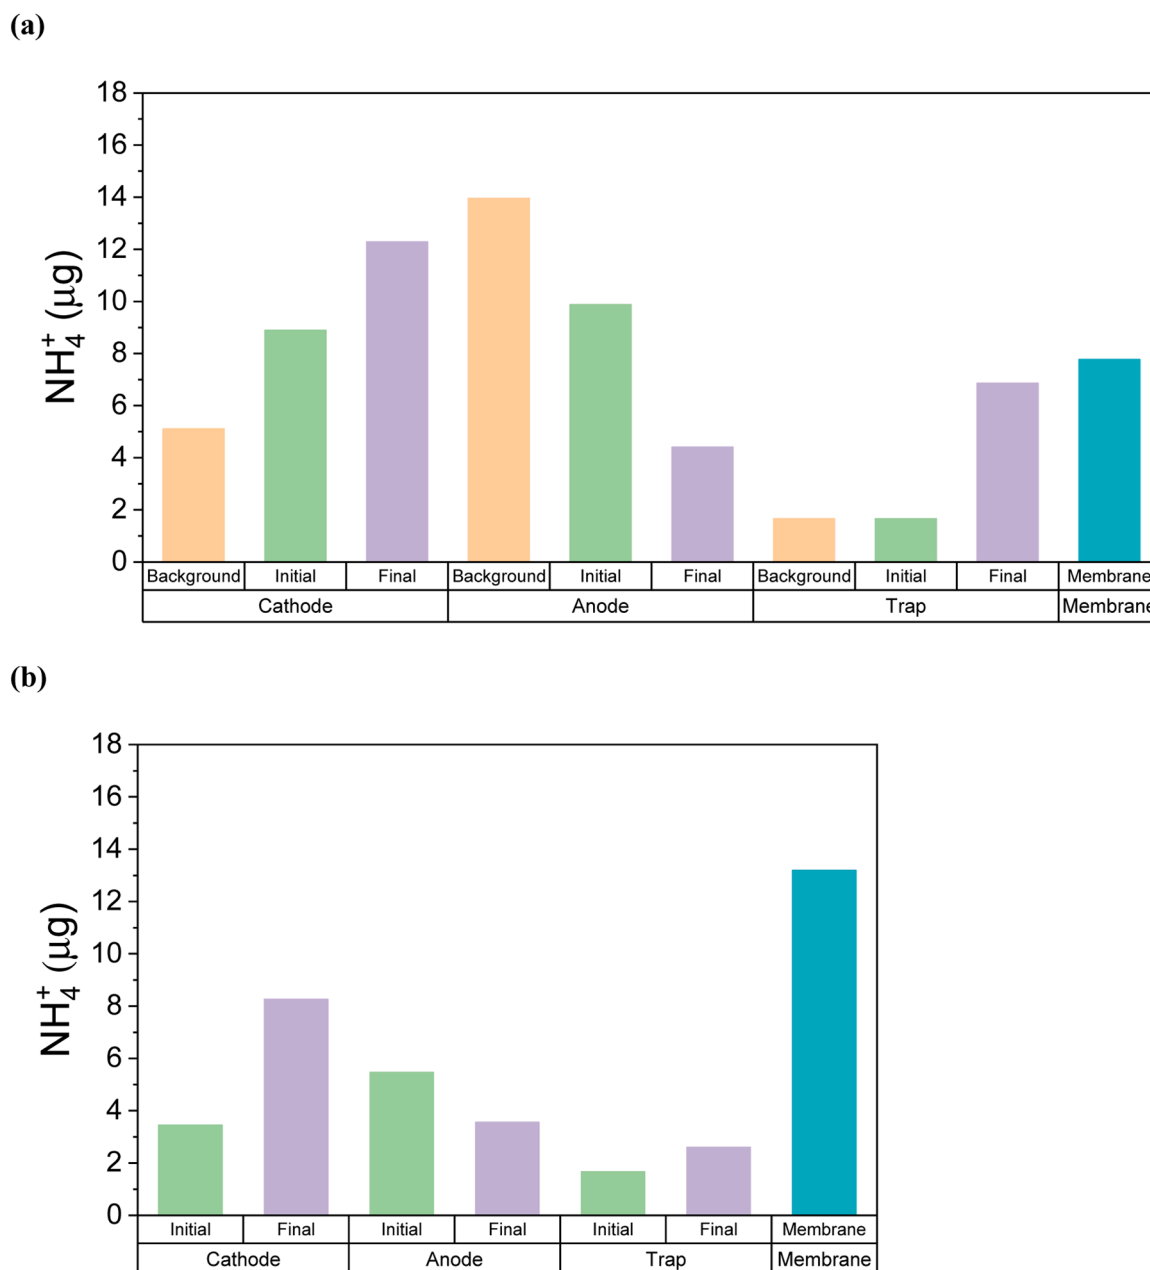 (a)
18
16
14
12
10
8
6
4
2
0
NH₄⁺ (μg)
Background Initial Final Background Initial Final Background Initial Final Membrane
Cathode Anode Trap Membrane
(b)
18
16
14
12
10
8
6
4
2
0
NH₄⁺ (μg)
Initial Final Initial Final Initial Final Membrane
Cathode Anode Trap Membrane